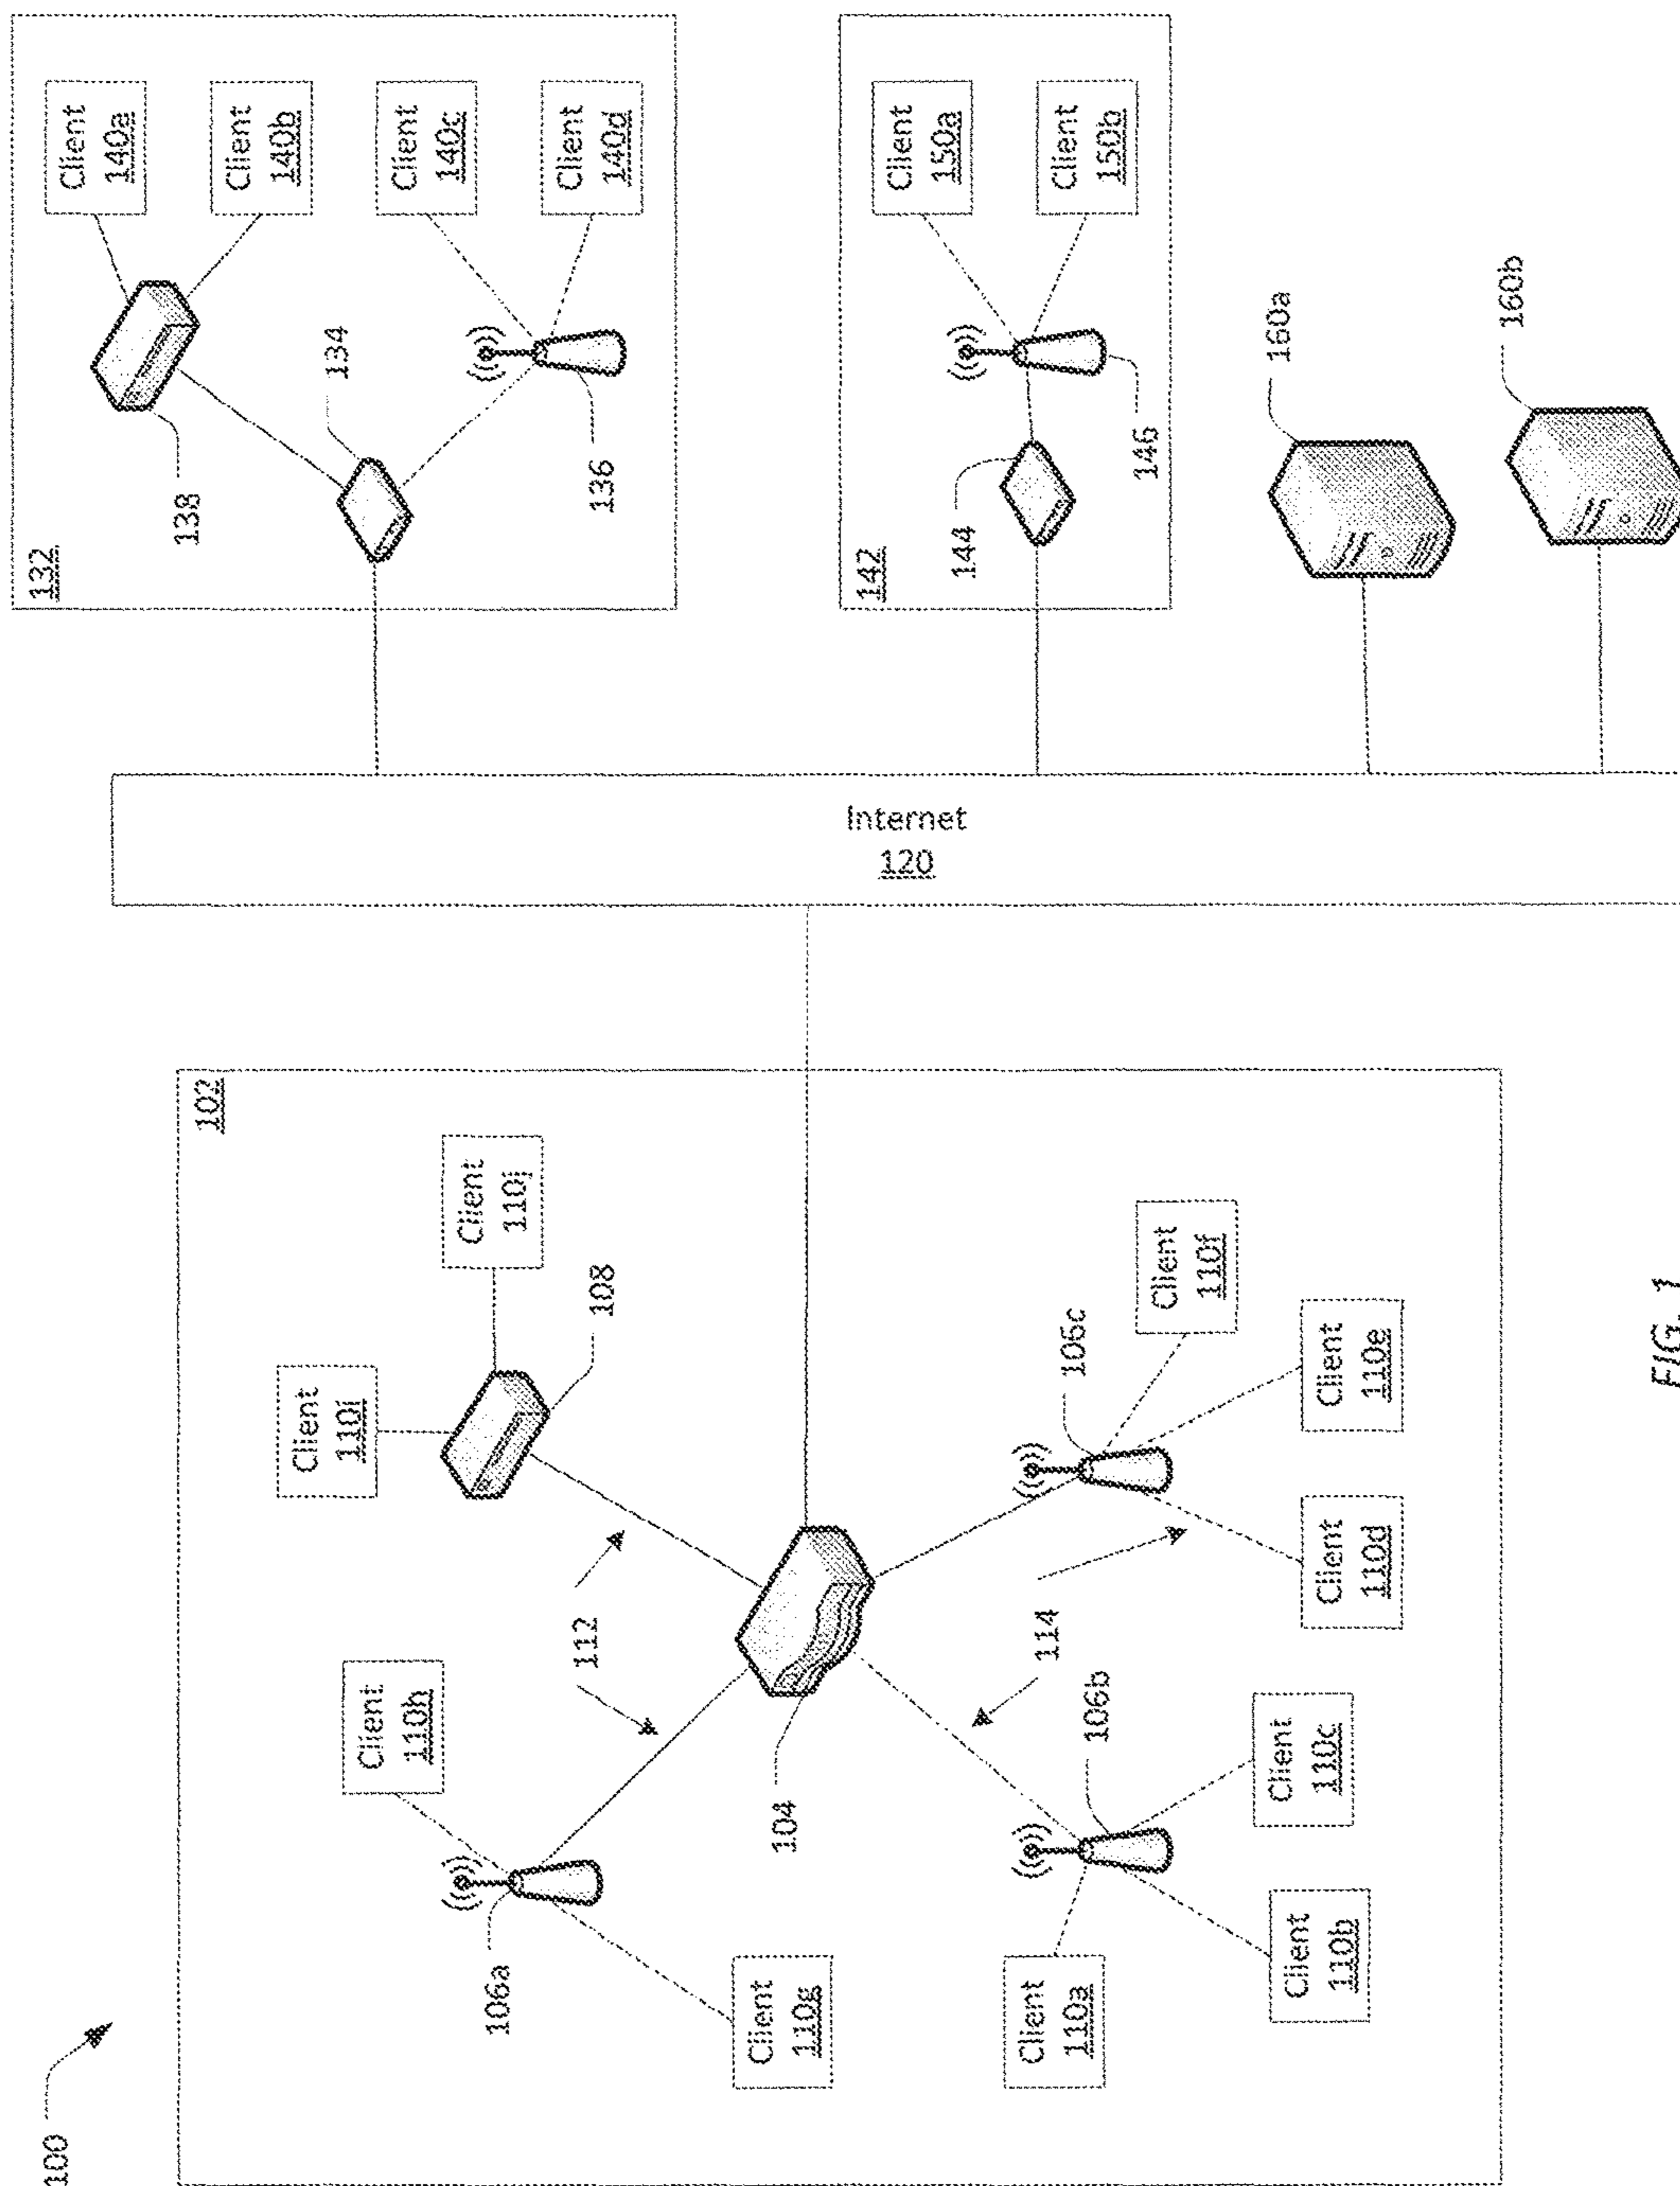 100
102
106a
Client
110h
Client
110g
112
Client
110i
Client
110j
108
104
114
Client
110a
106b
Client
110b
Client
110c
106c
Client
110d
Client
110e
Client
110f
Internet
120
132
138
134
136
Client
140a
Client
140b
Client
140c
Client
140d
142
144
146
Client
150a
Client
150b
160a
160b
FIG. 1